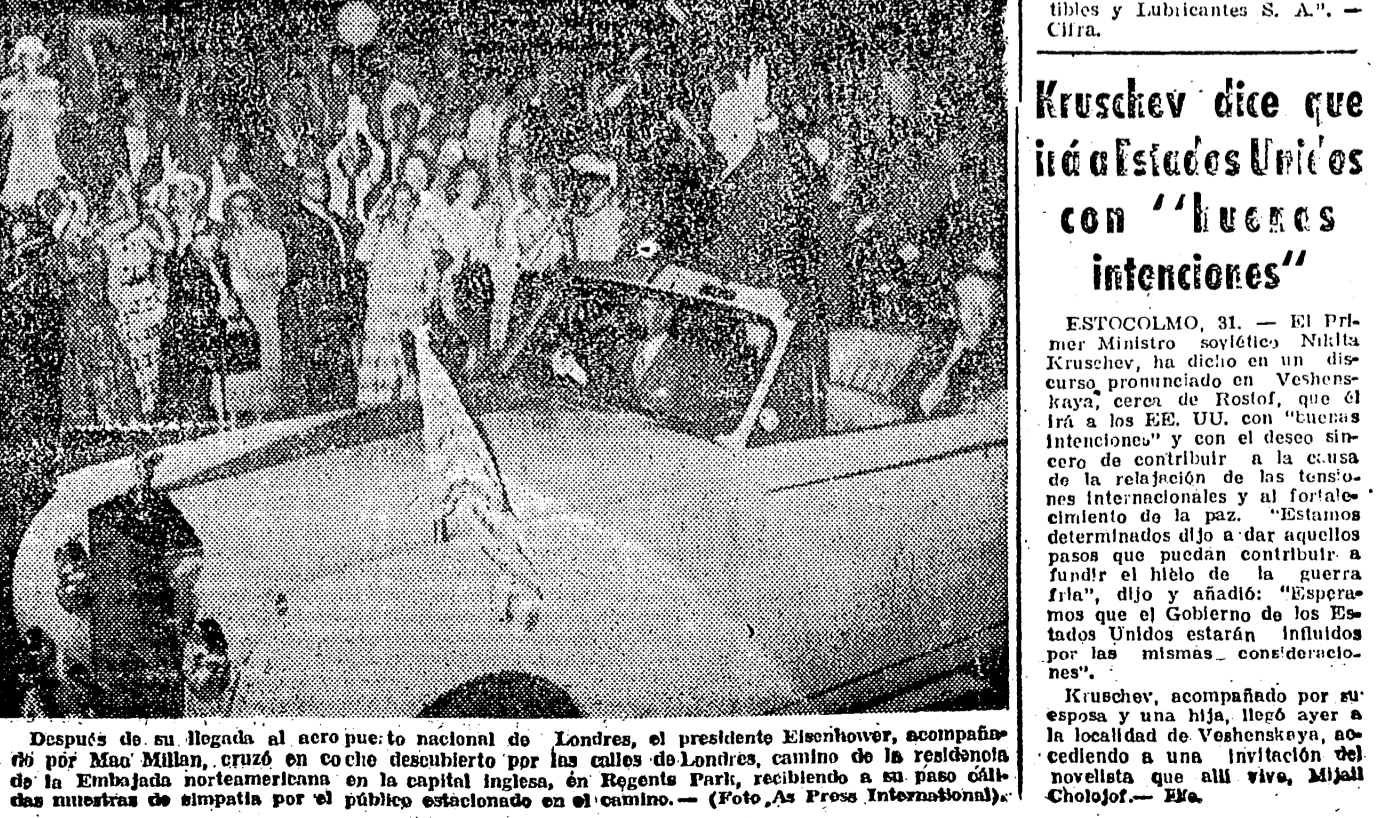 Después de su llegada al aeropuerto nacional de Londres, el presidente Eisenhower, acompaña-
do por Mac Millan, cruzó en coche descubierto por las calles de Londres, camino de la residencia
de la Embajada norteamericana en la capital inglesa, en Regents Park, recibiendo a su paso cáli-
das muestras de simpatía por el público estacionado en el camino.— (Foto As Press International).
tibles y Lubricantes S. A.". —
Cifra.
Kruschev dice que
irá a Estados Unidos
con "buenas
intenciones"
ESTOCOLMO, 31. — El Pri-
mer Ministro soviético Nikita
Kruschev, ha dicho en un dis-
curso pronunciado en Veshens-
kaya, cerca de Rostof, que él
irá a los EE. UU. con "buenas
intenciones" y con el deseo sin-
cero de contribuir a la causa
de la relajación de las tensio-
nes internacionales y al fortale-
cimiento de la paz. "Estamos
determinados dijo a dar aquellos
pasos que puedan contribuir a
fundir el hielo de la guerra
fría", dijo y añadió: "Espera-
mos que el Gobierno de los Es-
tados Unidos estarán influidos
por las mismas consideracio-
nes".
Kruschev, acompañado por su
esposa y una hija, llegó ayer a
la localidad de Veshenskaya, ac-
cediendo a una invitación del
novelista que allí vive, Mijail
Cholojof.— Efe.